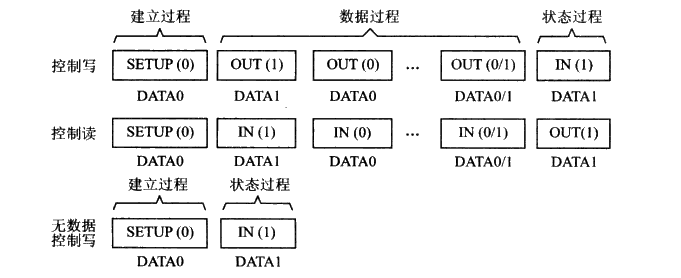 建立过程 数据过程 状态过程
控制写 SETUP (0) OUT (1) OUT (0) ... OUT (0/1) IN (1)
DATA0 DATA1 DATA0 DATA0/1 DATA1
控制读 SETUP (0) IN (1) IN (0) ... IN (0/1) OUT(1)
DATA0 DATA1 DATA0 DATA0/1 DATA1
建立过程 状态过程
无数据
控制写 SETUP (0) IN (1)
DATA0 DATA1